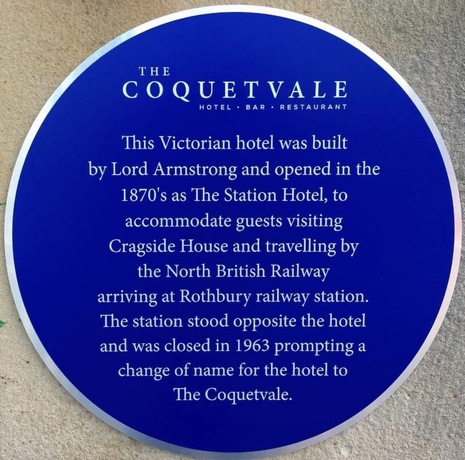 THE
COQUETVALE
HOTEL • BAR • RESTAURANT
This Victorian hotel was built
by Lord Armstrong and opened in the
1870's as The Station Hotel, to
accommodate guests visiting
Cragside House and travelling by
the North British Railway
arriving at Rothbury railway station.
The station stood opposite the hotel
and was closed in 1963 prompting a
change of name for the hotel to
The Coquetvale.